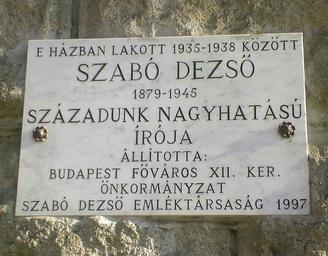 E HÁZBAN LAKOTT 1935-1938 KÖZÖTT
SZABÓ DEZSŐ
1879-1945
SZÁZADUNK NAGYHATÁSÚ
ÍRÓJA
ÁLLÍTOTTA:
BUDAPEST FŐVÁROS XII. KER.
ÖNKORMÁNYZAT
SZABÓ DEZSŐ EMLÉKTÁRSASÁG 1997